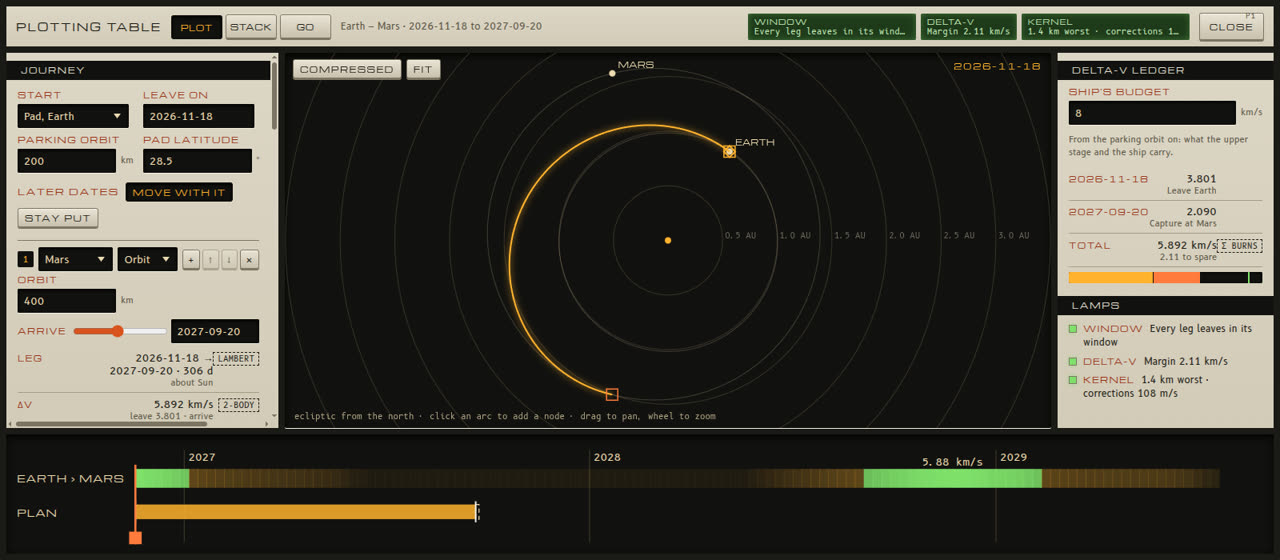 PLOTTING TABLE PLOT STACK GO Earth – Mars · 2026-11-18 to 2027-09-20
WINDOW
Every leg leaves in its wind…
DELTA-V
Margin 2.11 km/s
KERNEL
1.4 km worst · corrections 1…
P1
CLOSE
JOURNEY
START LEAVE ON
Pad, Earth 2026-11-18
PARKING ORBIT PAD LATITUDE
200 km 28.5 °
LATER DATES MOVE WITH IT
STAY PUT
1 Mars Orbit + ↑ ↓ ×
ORBIT
400 km
ARRIVE 2027-09-20
LEG 2026-11-18 → LAMBERT
2027-09-20 · 306 d
about Sun
ΔV 5.892 km/s 2-BODY
leave 3.801 · arrive
COMPRESSED FIT
MARS
2026-11-18
EARTH
0.5 AU 1.0 AU 1.5 AU 2.0 AU 2.5 AU 3.0 AU
ecliptic from the north · click an arc to add a node · drag to pan, wheel to zoom
DELTA-V LEDGER
SHIP'S BUDGET
8 km/s
From the parking orbit on: what the upper
stage and the ship carry.
2026-11-18 3.801
Leave Earth
2027-09-20 2.090
Capture at Mars
TOTAL 5.892 km/s Σ BURNS
2.11 to spare
LAMPS
WINDOW Every leg leaves in its
window
DELTA-V Margin 2.11 km/s
KERNEL 1.4 km worst ·
corrections 108 m/s
2027 2028 2029
5.88 km/s
EARTH › MARS
PLAN